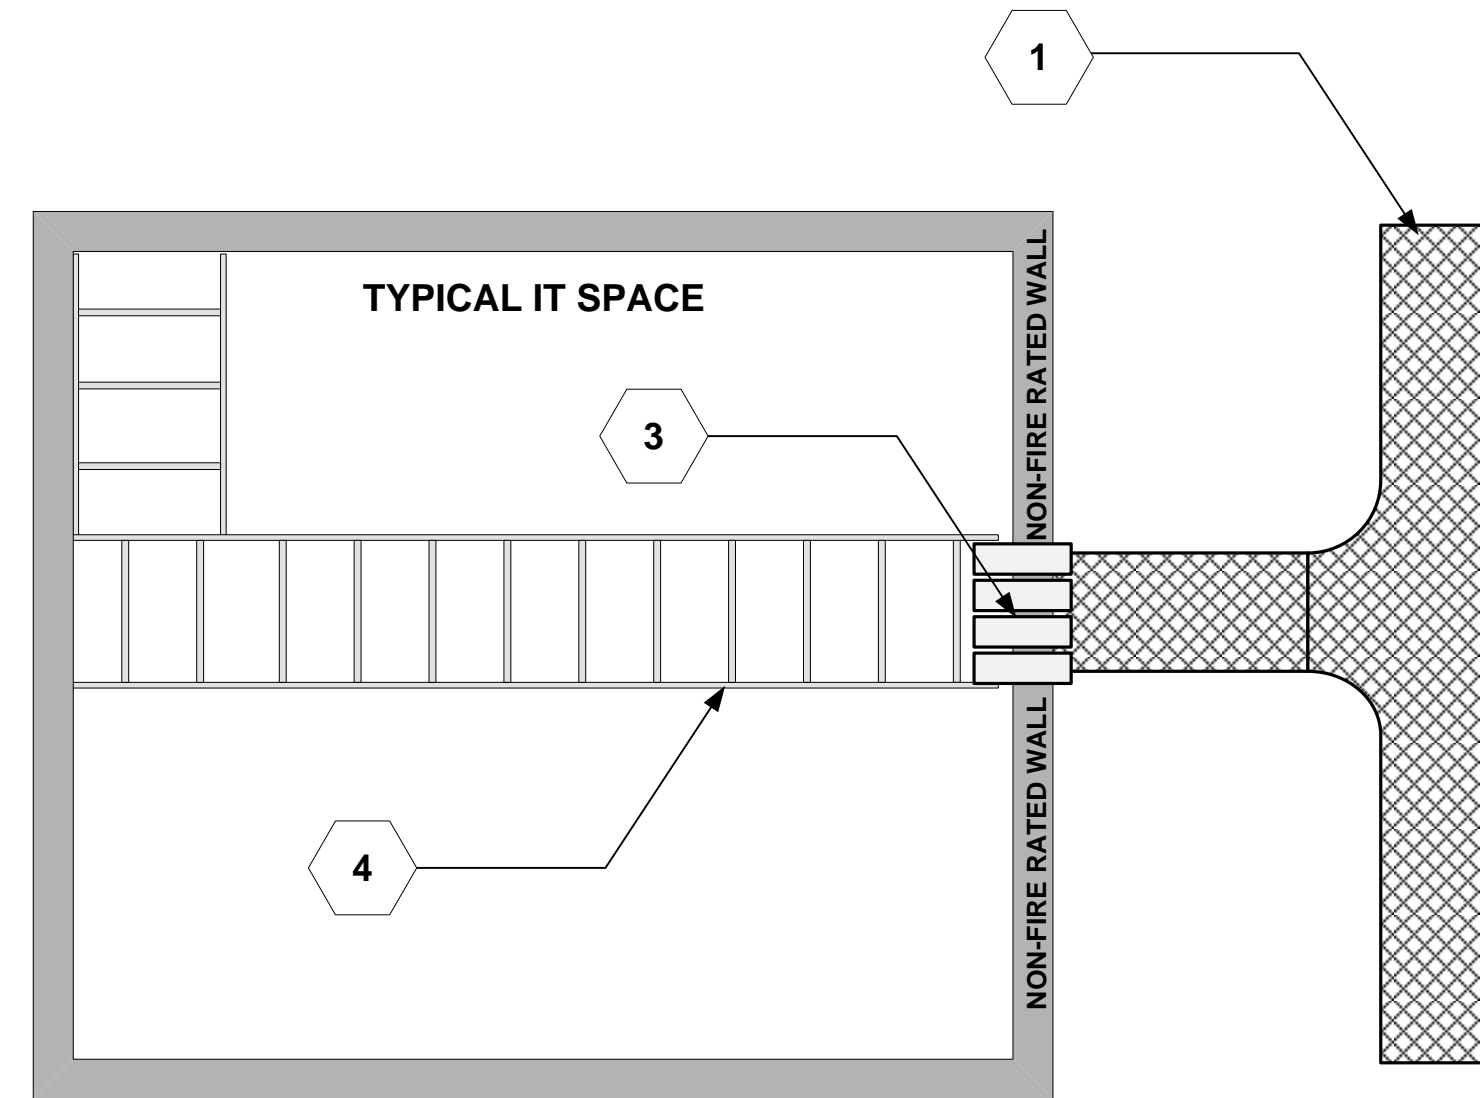 1
TYPICAL IT SPACE
NON-FIRE RATED WALL
3
4
NON-FIRE RATED WALL